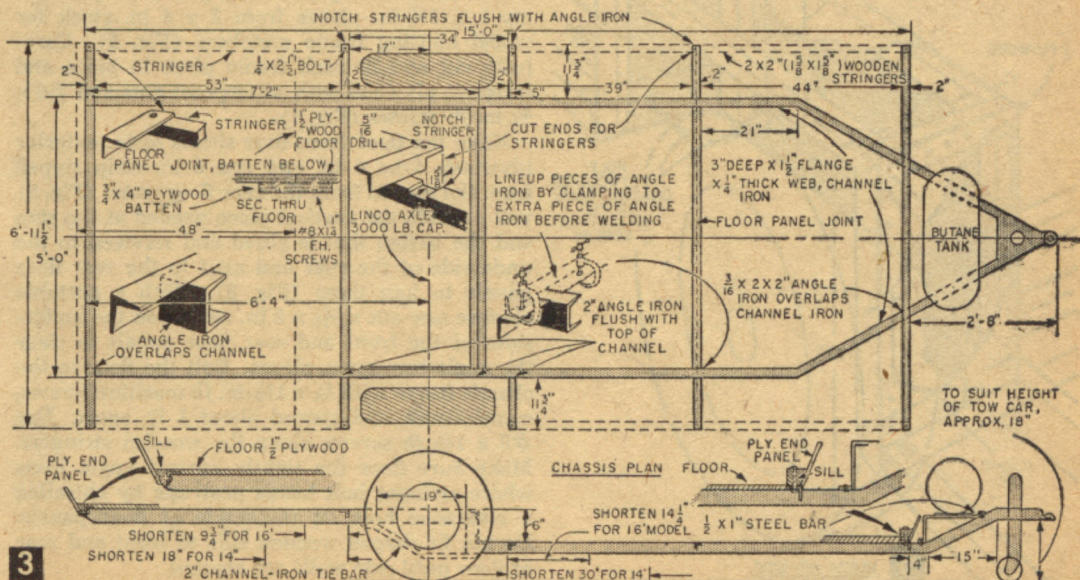 NOTCH STRINGERS FLUSH WITH ANGLE IRON
15'-0"
34"
17"
STRINGER
1/4 X 2 1/2" BOLT
11 3/4"
2 X 2" (1 5/8 X 1 5/8") WOODEN
STRINGERS
2"
53"
7'-2"
2"
2"
5"
39"
2"
44"
2"
STRINGER
FLOOR
PANEL JOINT, BATTEN BELOW
1/2" PLY-
WOOD
FLOOR
5/16"
DRILL
NOTCH
STRINGER
CUT ENDS FOR
STRINGERS
21"
3/4" X 4" PLYWOOD
BATTEN
SEC. THRU
FLOOR
#8 X 1 1/4"
F.H.
SCREWS
48"
LINCO AXLE
3000 LB. CAP.
LINEUP PIECES OF ANGLE
IRON BY CLAMPING TO
EXTRA PIECE OF ANGLE
IRON BEFORE WELDING
3" DEEP X 1 1/2" FLANGE
X 1/4" THICK WEB, CHANNEL
IRON
FLOOR PANEL JOINT
BUTANE
TANK
6'-11 1/2"
5'-0"
6'-4"
ANGLE IRON
OVERLAPS CHANNEL
2" ANGLE IRON
FLUSH WITH
TOP OF
CHANNEL
3/16 X 2 X 2" ANGLE
IRON OVERLAPS
CHANNEL IRON
2'-8"
11 3/4"
TO SUIT HEIGHT
OF TOW CAR,
APPROX. 18"
SILL
PLY. END
PANEL
FLOOR 1/2" PLYWOOD
CHASSIS PLAN
PLY. END
PANEL
FLOOR
SILL
19"
6"
SHORTEN 9 3/4" FOR 16'
SHORTEN 18" FOR 14'
2" CHANNEL-IRON TIE BAR
SHORTEN 14 1/4"
FOR 16' MODEL
1/2 X 1" STEEL BAR
SHORTEN 30" FOR 14'
4"
15"
3